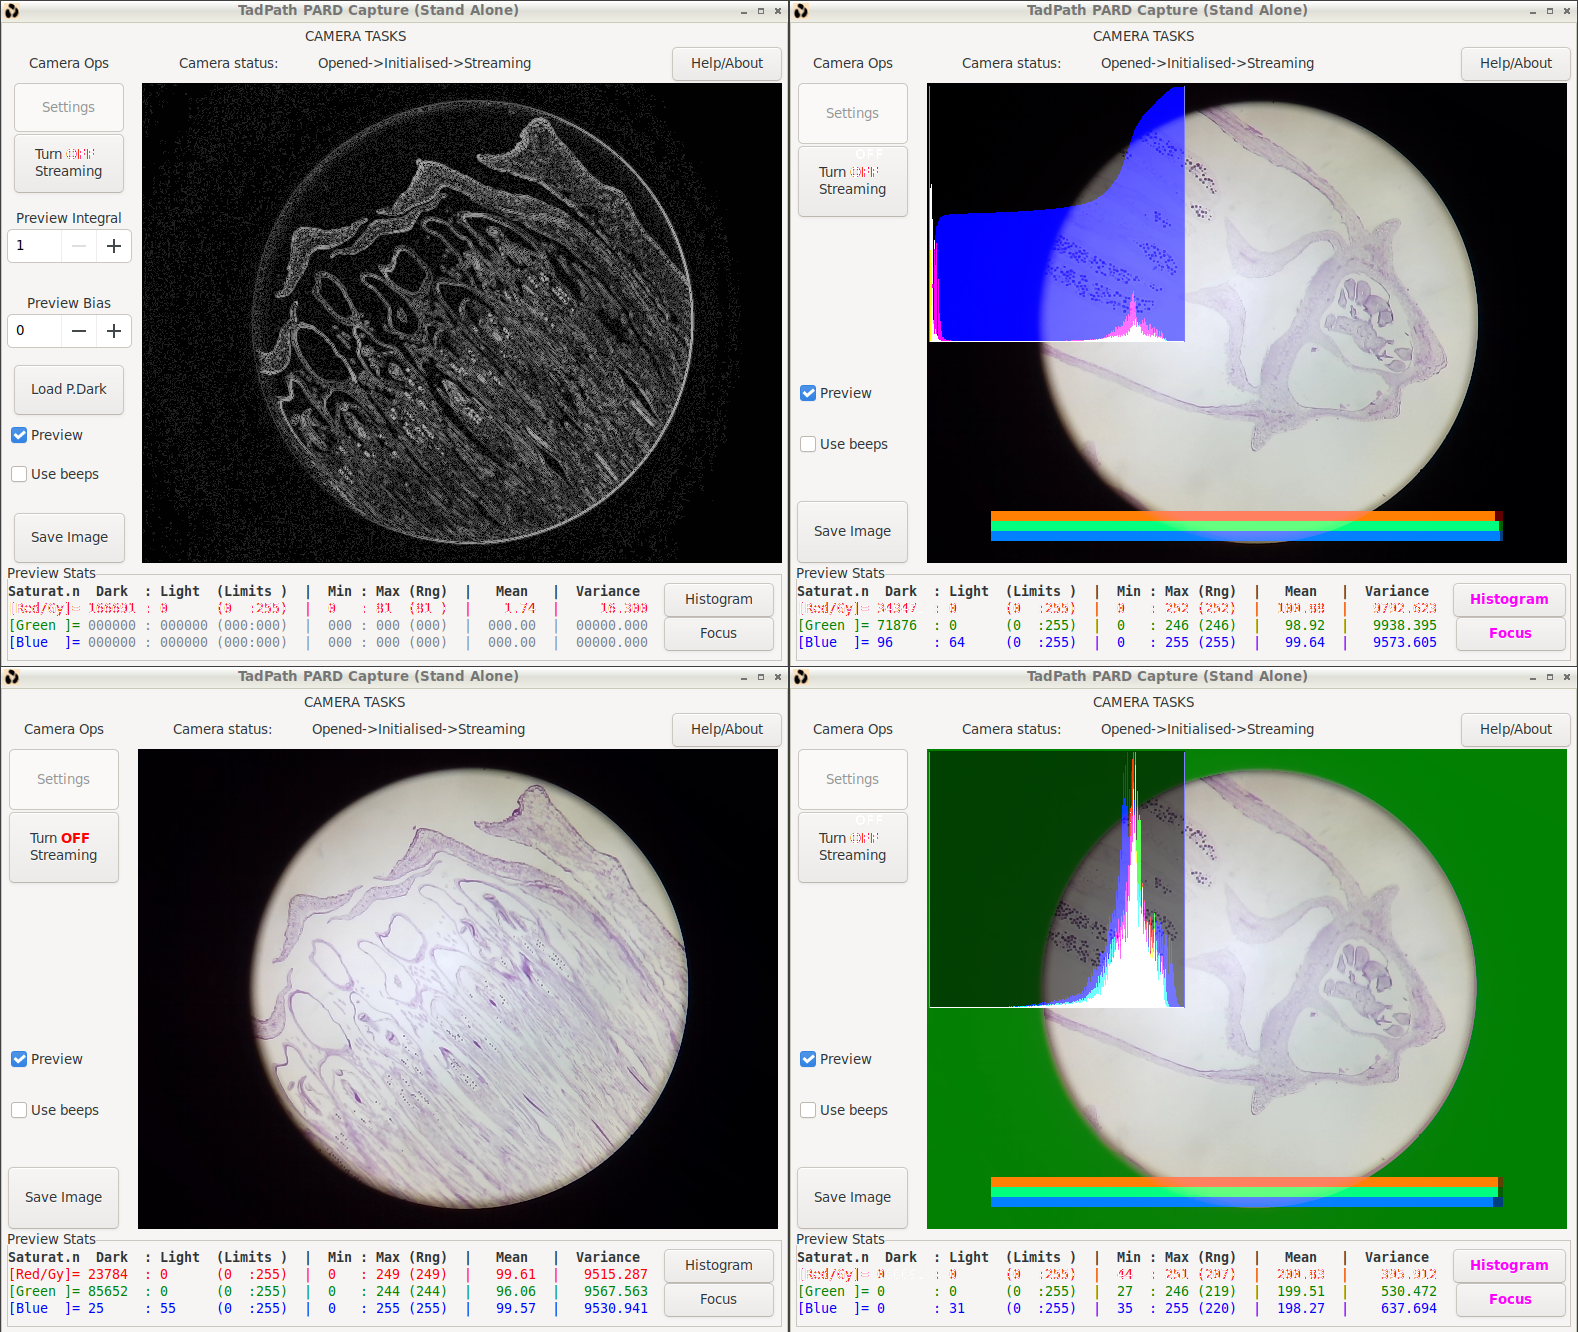 TadPath PARD Capture (Stand Alone)
CAMERA TASKS
Camera Ops
Camera status: Opened->Initialised->Streaming
Help/About
Settings
Turn OFF
Streaming
Preview Integral
1
Preview Bias
0
Load P.Dark
Preview
Use beeps
Save Image
Preview Stats
Saturat.n Dark : Light (Limits ) | Min : Max (Rng) | Mean | Variance
[Red/Gy]= : 0 (0 :255) | 0 : 81 (81 ) | 1.74 | 16.300
[Green ]= 000000 : 000000 (000:000) | 000 : 000 (000) | 000.00 | 00000.000
[Blue ]= 000000 : 000000 (000:000) | 000 : 000 (000) | 000.00 | 00000.000
Histogram
Focus
TadPath PARD Capture (Stand Alone)
CAMERA TASKS
Camera Ops
Camera status: Opened->Initialised->Streaming
Help/About
Settings
OFF
Turn OFF
Streaming
Preview
Use beeps
Save Image
Preview Stats
Saturat.n Dark : Light (Limits ) | Min : Max (Rng) | Mean | Variance
[Red/Gy]= 34347 : 0 (0 :255) | 0 : 252 (252) | |
[Green ]= 71876 : 0 (0 :255) | 0 : 246 (246) | 98.92 | 9938.395
[Blue ]= 96 : 64 (0 :255) | 0 : 255 (255) | 99.64 | 9573.605
Histogram
Focus
TadPath PARD Capture (Stand Alone)
CAMERA TASKS
Camera Ops
Camera status: Opened->Initialised->Streaming
Help/About
Settings
Turn OFF
Streaming
Preview
Use beeps
Save Image
Preview Stats
Saturat.n Dark : Light (Limits ) | Min : Max (Rng) | Mean | Variance
[Red/Gy]= 23784 : 0 (0 :255) | 0 : 249 (249) | 99.61 | 9515.287
[Green ]= 85652 : 0 (0 :255) | 0 : 244 (244) | 96.06 | 9567.563
[Blue ]= 25 : 55 (0 :255) | 0 : 255 (255) | 99.57 | 9530.941
Histogram
Focus
TadPath PARD Capture (Stand Alone)
CAMERA TASKS
Camera Ops
Camera status: Opened->Initialised->Streaming
Help/About
Settings
OFF
Turn OFF
Streaming
Preview
Use beeps
Save Image
Preview Stats
Saturat.n Dark : Light (Limits ) | Min : Max (Rng) | Mean | Variance
[Red/Gy]= 0 : 0 (0 :255) | 44 : 251 (207) | |
[Green ]= 0 : 0 (0 :255) | 27 : 246 (219) | 199.51 | 530.472
[Blue ]= 0 : 31 (0 :255) | 35 : 255 (220) | 198.27 | 637.694
Histogram
Focus